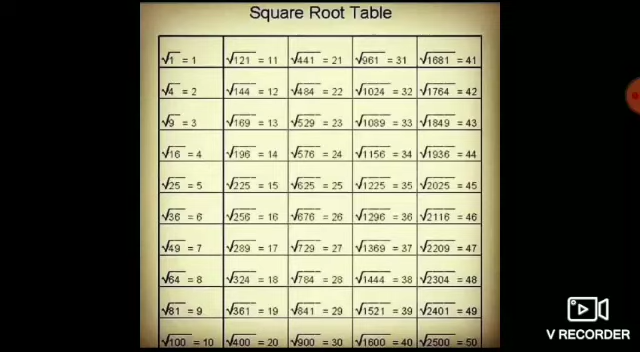 Square Root Table
√1 = 1 √121 = 11 √441 = 21 √961 = 31 √1681 = 41
√4 = 2 √144 = 12 √484 = 22 √1024 = 32 √1764 = 42
√9 = 3 √169 = 13 √529 = 23 √1089 = 33 √1849 = 43
√16 = 4 √196 = 14 √576 = 24 √1156 = 34 √1936 = 44
√25 = 5 √225 = 15 √625 = 25 √1225 = 35 √2025 = 45
√36 = 6 √256 = 16 √676 = 26 √1296 = 36 √2116 = 46
√49 = 7 √289 = 17 √729 = 27 √1369 = 37 √2209 = 47
√64 = 8 √324 = 18 √784 = 28 √1444 = 38 √2304 = 48
√81 = 9 √361 = 19 √841 = 29 √1521 = 39 √2401 = 49
√100 = 10 √400 = 20 √900 = 30 √1600 = 40 √2500 = 50
V RECORDER